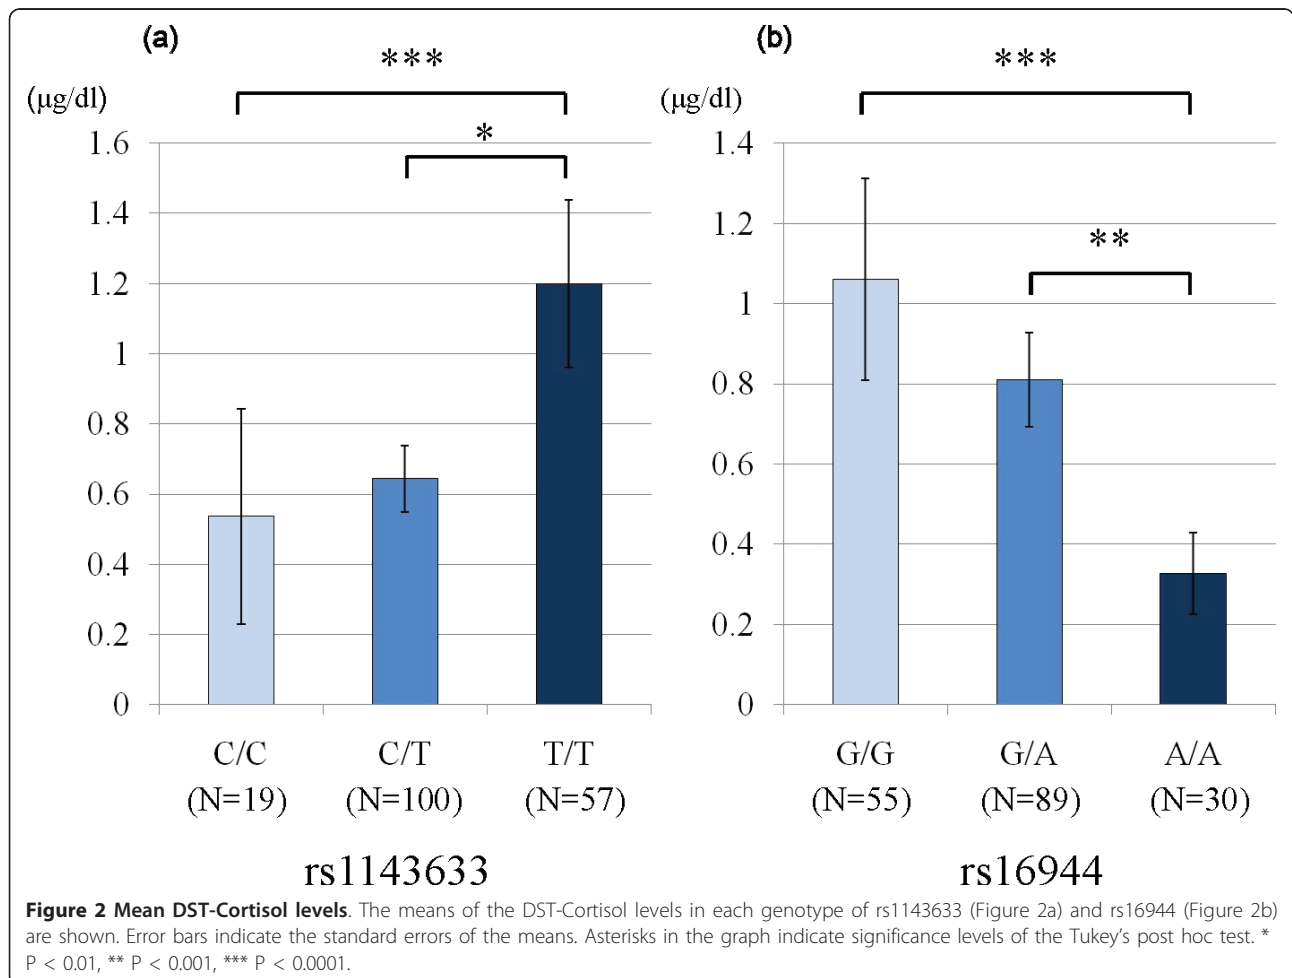 (a)
***
(μg/dl)
*
1.6
1.4
1.2
1
0.8
0.6
0.4
0.2
0
C/C
C/T
T/T
(N=19)
(N=100)
(N=57)
rs1143633
(b)
***
(μg/dl)
**
1.4
1.2
1
0.8
0.6
0.4
0.2
0
G/G
G/A
A/A
(N=55)
(N=89)
(N=30)
rs16944
Figure 2 Mean DST-Cortisol levels. The means of the DST-Cortisol levels in each genotype of rs1143633 (Figure 2a) and rs16944 (Figure 2b)
are shown. Error bars indicate the standard errors of the means. Asterisks in the graph indicate significance levels of the Tukey's post hoc test. *
P < 0.01, ** P < 0.001, *** P < 0.0001.